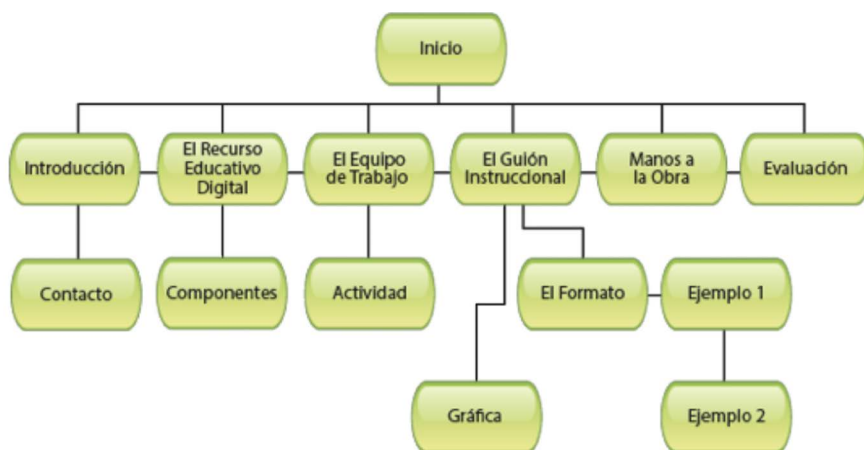 Inicio
Introducción
El Recurso
Educativo
Digital
El Equipo
de Trabajo
El Guión
Instruccional
Manos a
la Obra
Evaluación
Contacto
Componentes
Actividad
El Formato
Ejemplo 1
Gráfica
Ejemplo 2